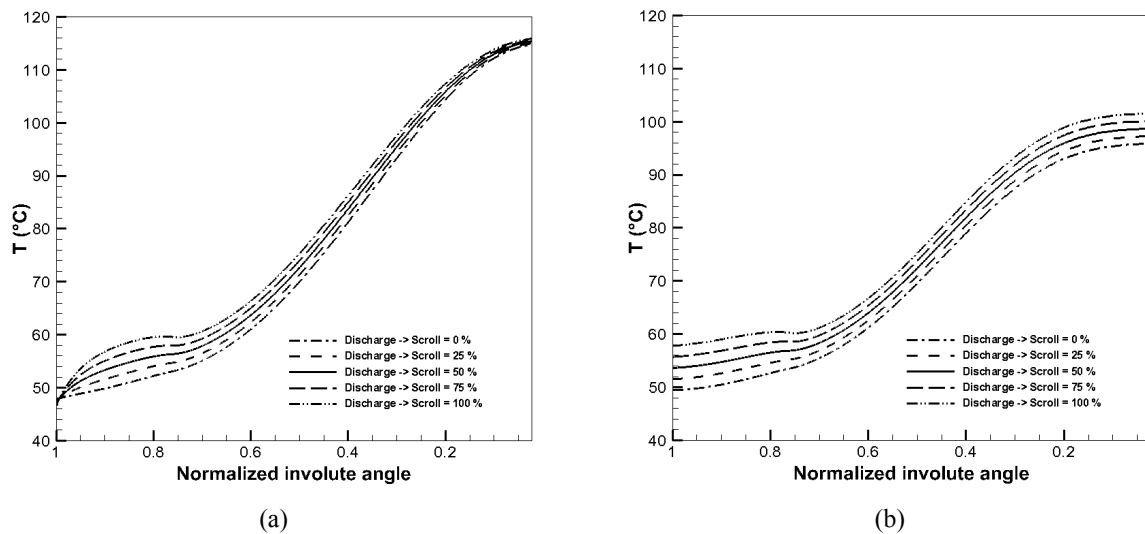 120
110
100
90
80
70
60
50
40
T (°C)
1
0.8
0.6
0.4
0.2
Normalized involute angle
Discharge -> Scroll = 0 %
Discharge -> Scroll = 25 %
Discharge -> Scroll = 50 %
Discharge -> Scroll = 75 %
Discharge -> Scroll = 100 %
(a)
120
110
100
90
80
70
60
50
40
T (°C)
1
0.8
0.6
0.4
0.2
Normalized involute angle
Discharge -> Scroll = 0 %
Discharge -> Scroll = 25 %
Discharge -> Scroll = 50 %
Discharge -> Scroll = 75 %
Discharge -> Scroll = 100 %
(b)